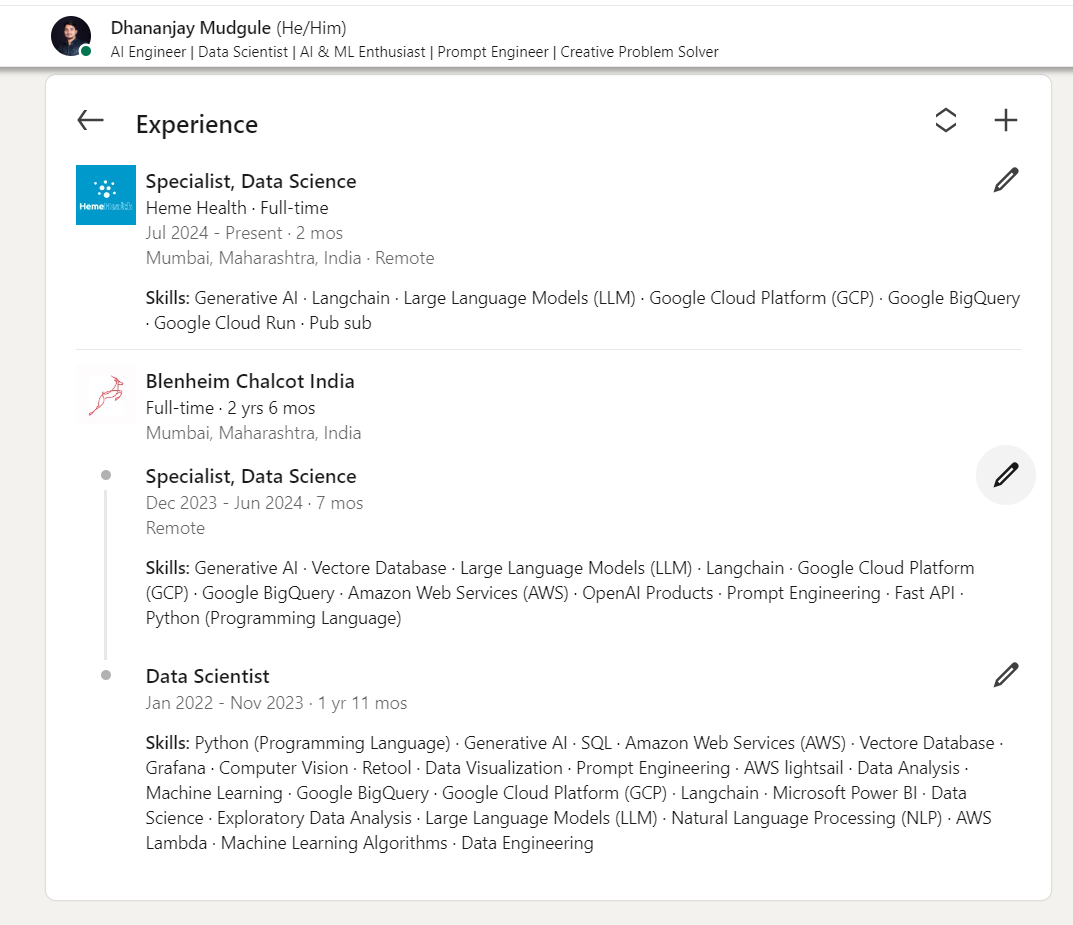 Dhananjay Mudgule (He/Him)
AI Engineer | Data Scientist | AI & ML Enthusiast | Prompt Engineer | Creative Problem Solver
Experience
HemeHealth
Specialist, Data Science
Heme Health · Full-time
Jul 2024 - Present · 2 mos
Mumbai, Maharashtra, India · Remote
Skills: Generative AI · Langchain · Large Language Models (LLM) · Google Cloud Platform (GCP) · Google BigQuery
· Google Cloud Run · Pub sub
Blenheim Chalcot India
Full-time · 2 yrs 6 mos
Mumbai, Maharashtra, India
Specialist, Data Science
Dec 2023 - Jun 2024 · 7 mos
Remote
Skills: Generative AI · Vectore Database · Large Language Models (LLM) · Langchain · Google Cloud Platform
(GCP) · Google BigQuery · Amazon Web Services (AWS) · OpenAI Products · Prompt Engineering · Fast API ·
Python (Programming Language)
Data Scientist
Jan 2022 - Nov 2023 · 1 yr 11 mos
Skills: Python (Programming Language) · Generative AI · SQL · Amazon Web Services (AWS) · Vectore Database ·
Grafana · Computer Vision · Retool · Data Visualization · Prompt Engineering · AWS lightsail · Data Analysis ·
Machine Learning · Google BigQuery · Google Cloud Platform (GCP) · Langchain · Microsoft Power BI · Data
Science · Exploratory Data Analysis · Large Language Models (LLM) · Natural Language Processing (NLP) · AWS
Lambda · Machine Learning Algorithms · Data Engineering